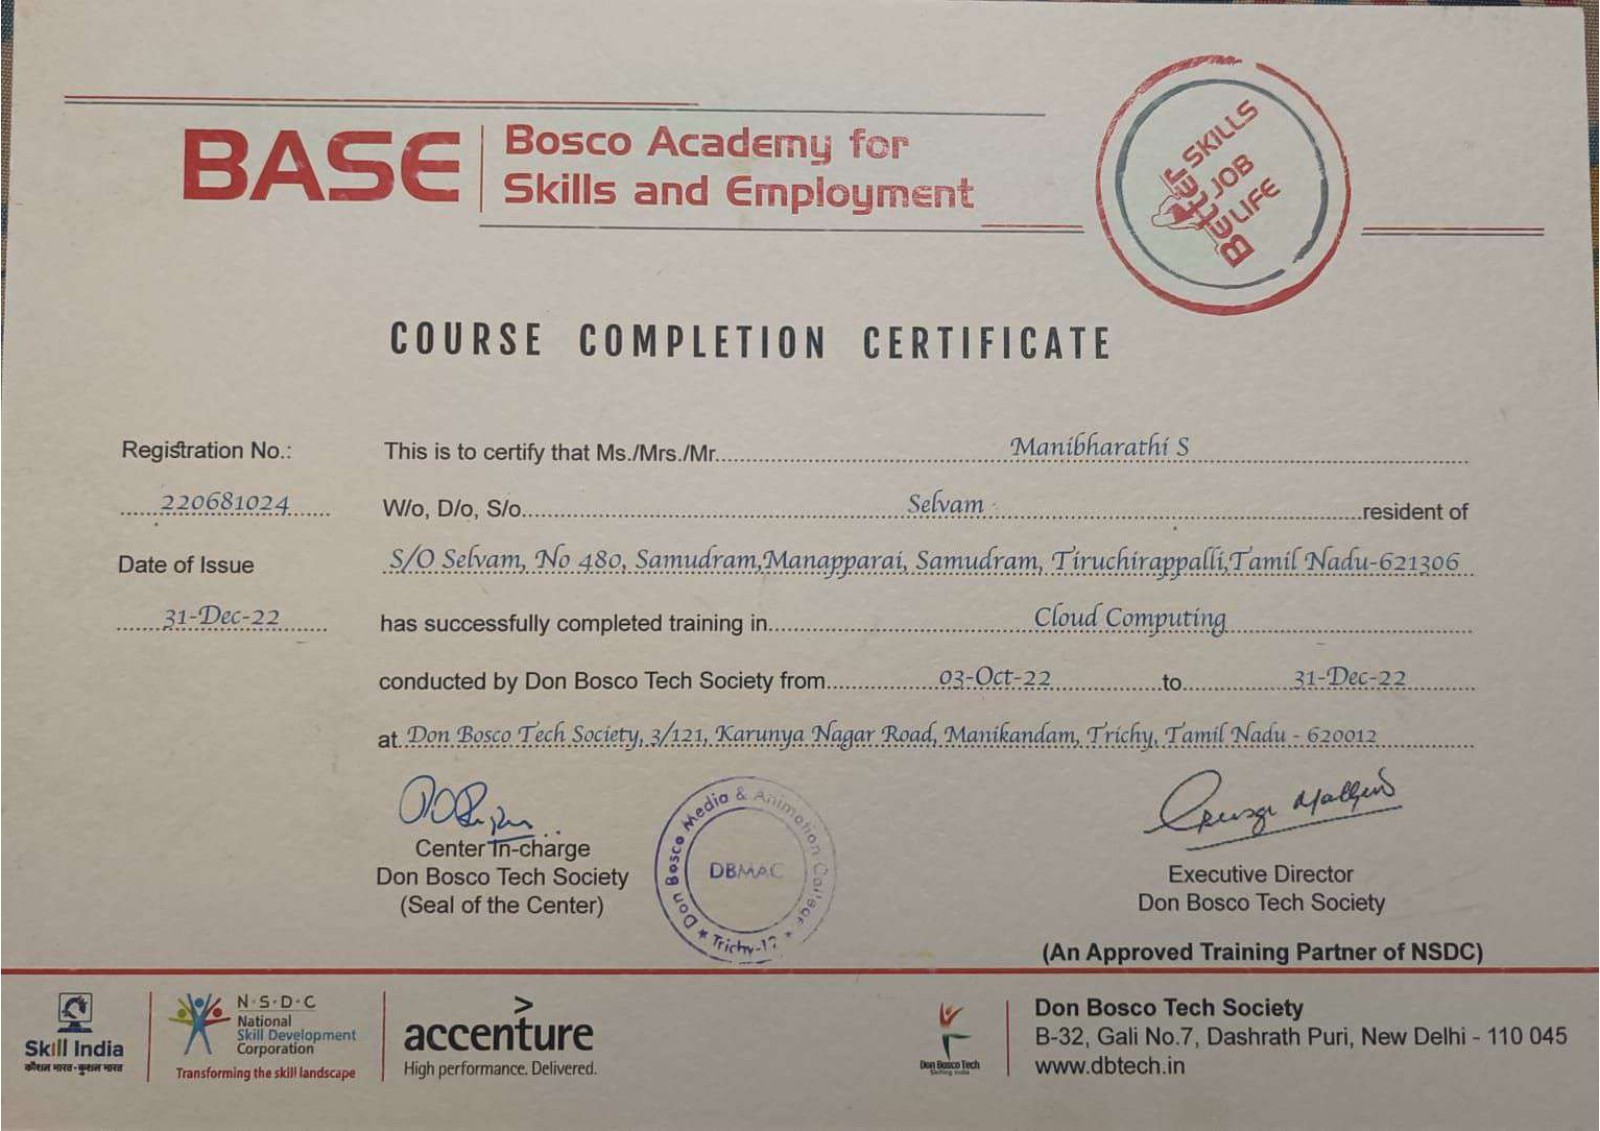 BASE
Bosco Academy for
Skills and Employment
Better SKILLS
JOB
LIFE
COURSE COMPLETION CERTIFICATE
Registration No.:
220681024
Date of Issue
31-Dec-22
This is to certify that Ms./Mrs./Mr. Manibharathi S
W/o, D/o, S/o Selvam resident of
S/O Selvam, No 480, Samudram,Manapparai, Samudram, Tiruchirappalli,Tamil Nadu-621306
has successfully completed training in Cloud Computing
conducted by Don Bosco Tech Society from 03-Oct-22 to 31-Dec-22
at Don Bosco Tech Society, 3/121, Karunya Nagar Road, Manikandam, Trichy, Tamil Nadu - 620012
Center In-charge
Don Bosco Tech Society
(Seal of the Center)
Don Bosco Media & Animation College
DBMAC
* Trichy-12 *
Executive Director
Don Bosco Tech Society
(An Approved Training Partner of NSDC)
Skill India
कौशल भारत-कुशल भारत
N·S·D·C
National
Skill Development
Corporation
Transforming the skill landscape
accenture
High performance. Delivered.
Don Bosco Tech
Skilling India
Don Bosco Tech Society
B-32, Gali No.7, Dashrath Puri, New Delhi - 110 045
www.dbtech.in